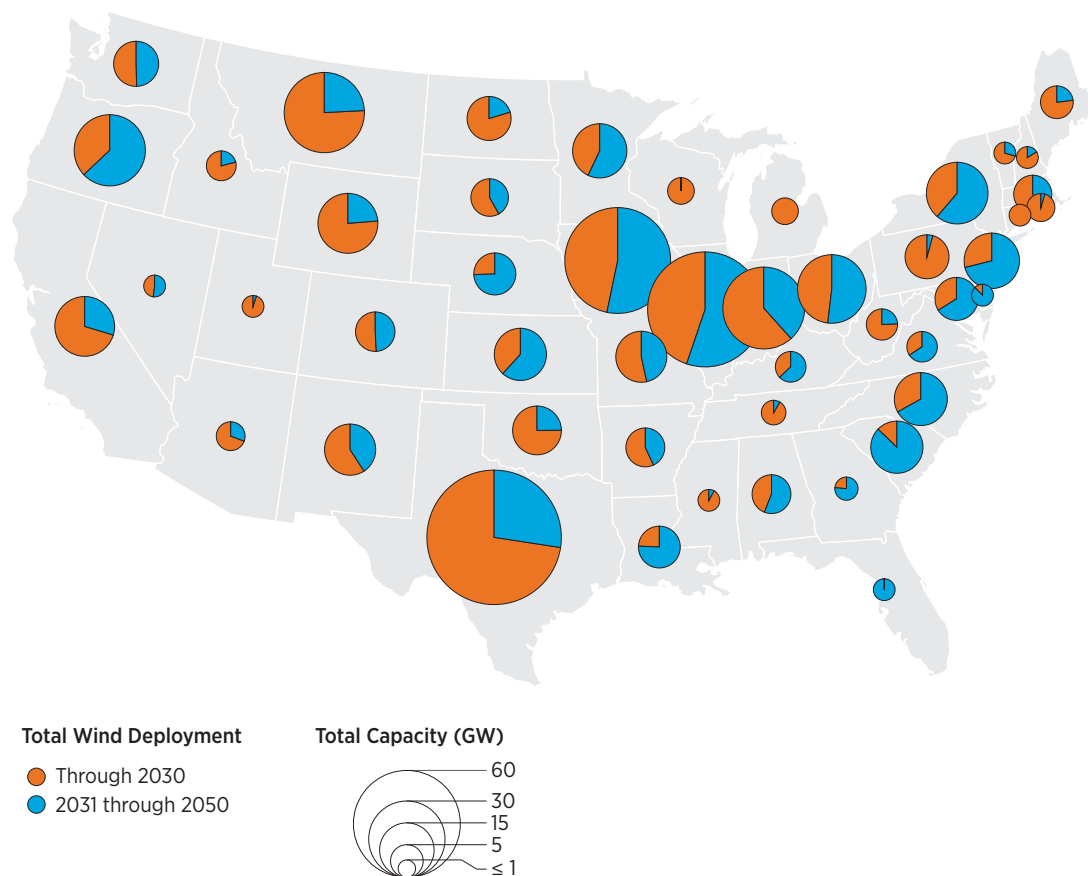 Total Wind Deployment
Through 2030
2031 through 2050
Total Capacity (GW)
60
30
15
5
≤ 1